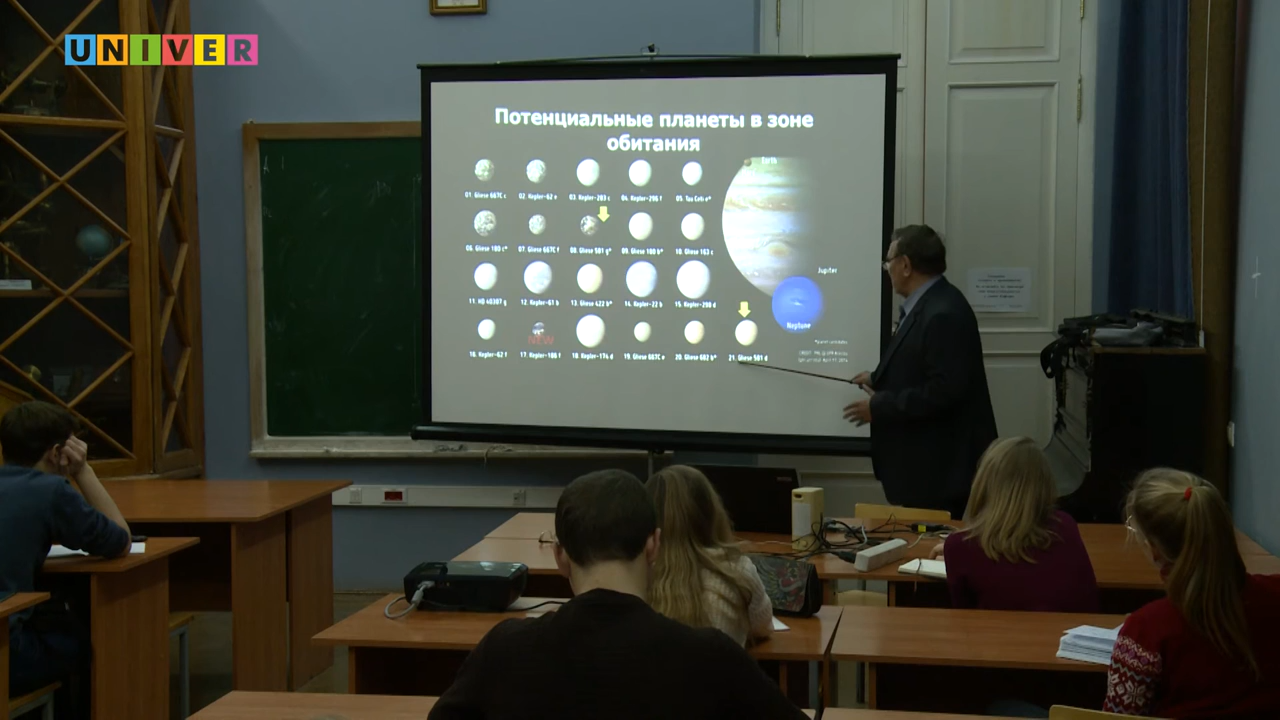 UNIVER
Потенциальные планеты в зоне
обитания
Earth
01. Gliese 667C c
02. Kepler-62 e
03. Kepler-283 c
04. Kepler-296 f
05. Tau Ceti e*
06. Gliese 180 c*
07. Gliese 667C f
08. Gliese 581 g*
09. Gliese 180 b*
10. Gliese 163 c
Jupiter
11. HD 40307 g
12. Kepler-61 b
13. Gliese 422 b*
14. Kepler-22 b
15. Kepler-298 d
Neptune
NEW
16. Kepler-62 f
17. Kepler-186 f
18. Kepler-174 d
19. Gliese 667C e
20. Gliese 682 b*
21. Gliese 581 d